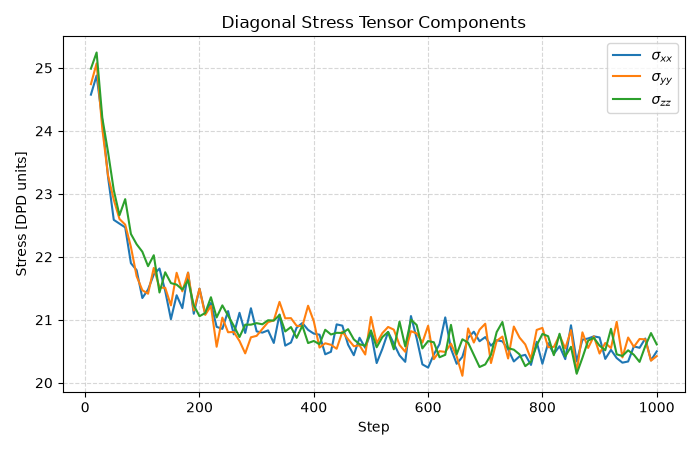 Diagonal Stress Tensor Components
Stress [DPD units]
25
24
23
22
21
20
σxx
σyy
σzz
0 200 400 600 800 1000
Step